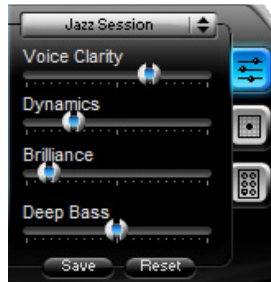 Jazz Session
Voice Clarity
Dynamics
Brilliance
Deep Bass
Save Reset